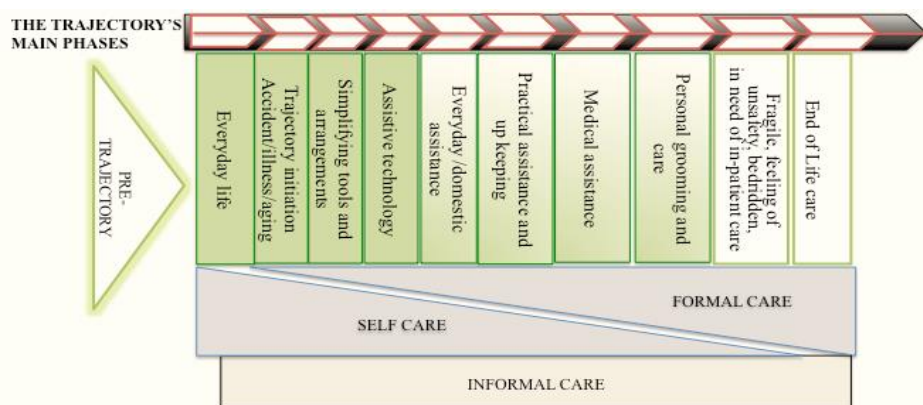 THE TRAJECTORY'S
MAIN PHASES
PRE-
TRAJECTORY
Everyday life
Trajectory initiation
Accident/illness/aging
Simplifying tools and
arrangements
Assistive technology
Everyday /domestic
assistance
Practical assistance and
up keeping
Medical assistance
Personal grooming and
care
Fragile, feeling of
unsafety, bedridden,
in need of in-patient care
End of Life care
FORMAL CARE
SELF CARE
INFORMAL CARE